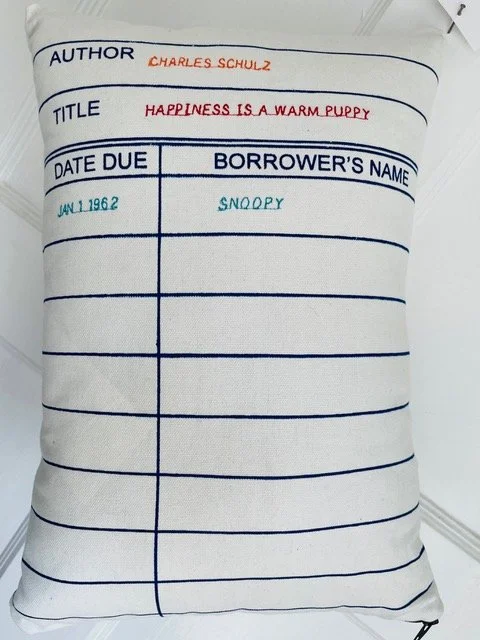 AUTHOR CHARLES SCHULZ
TITLE HAPPINESS IS A WARM PUPPY
DATE DUE BORROWER'S NAME
JAN 1 1962 SNOOPY